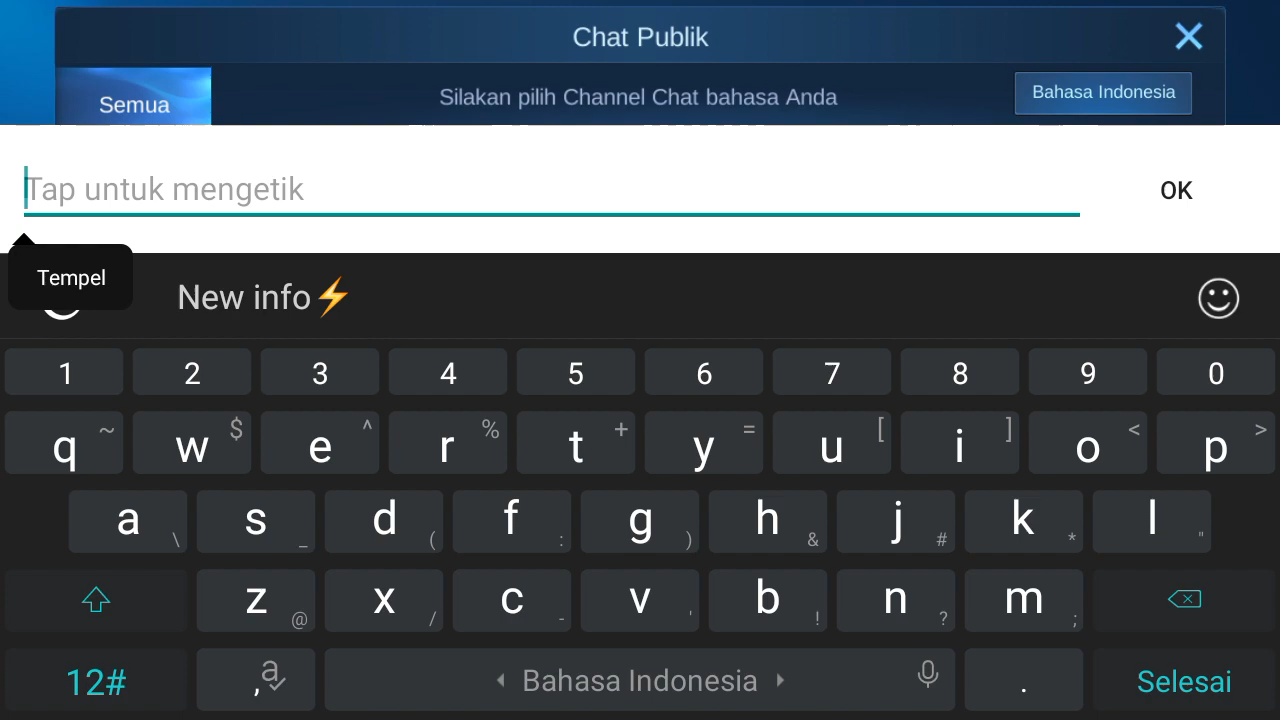 Chat Publik
Semua
Silakan pilih Channel Chat bahasa Anda
Bahasa Indonesia
Tap untuk mengetik
OK
Tempel
New info⚡
1 2 3 4 5 6 7 8 9 0
q ~ w $ e ^ r % t + y = u [ i ] o < p >
a \ s _ d ( f : g ) h & j # k * l "
z @ x / c - v ' b ! n ? m ;
12# , a Bahasa Indonesia . Selesai